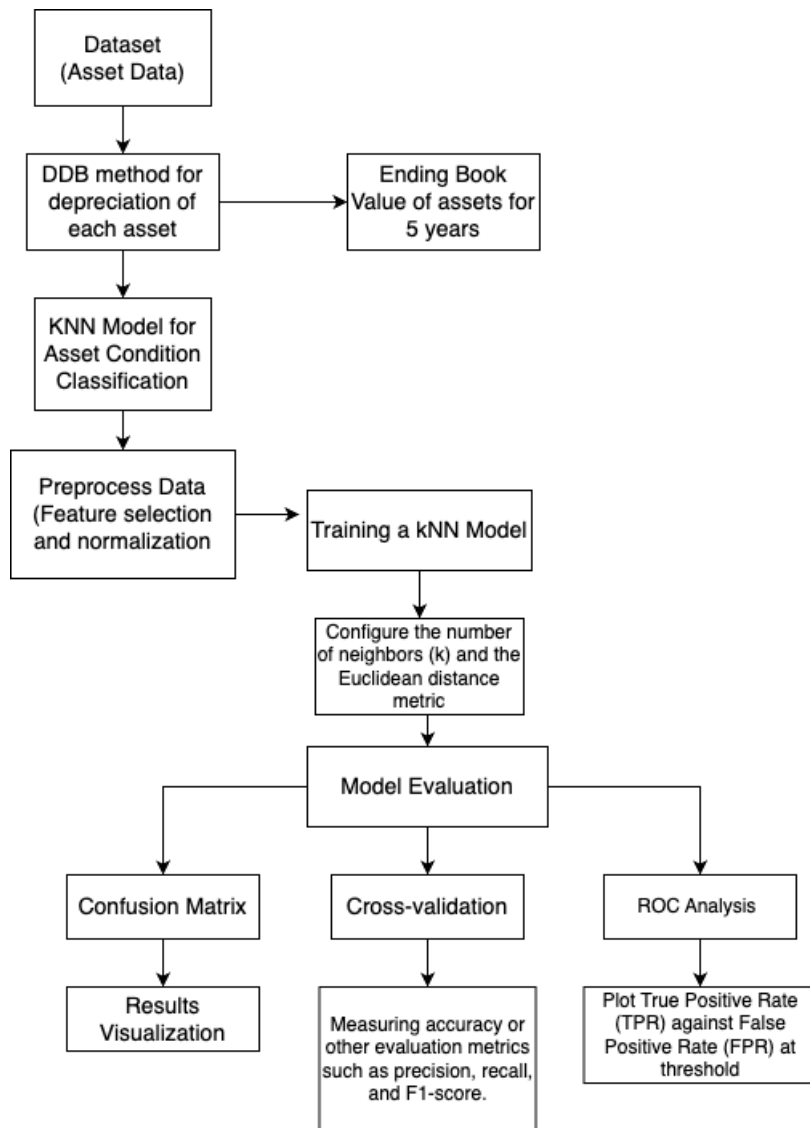 Dataset
(Asset Data)
DDB method for
depreciation of
each asset
Ending Book
Value of assets for
5 years
KNN Model for
Asset Condition
Classification
Preprocess Data
(Feature selection
and normalization
Training a kNN Model
Configure the number
of neighbors (k) and the
Euclidean distance
metric
Model Evaluation
Confusion Matrix
Cross-validation
ROC Analysis
Results
Visualization
Measuring accuracy or
other evaluation metrics
such as precision, recall,
and F1-score.
Plot True Positive Rate
(TPR) against False
Positive Rate (FPR) at
threshold